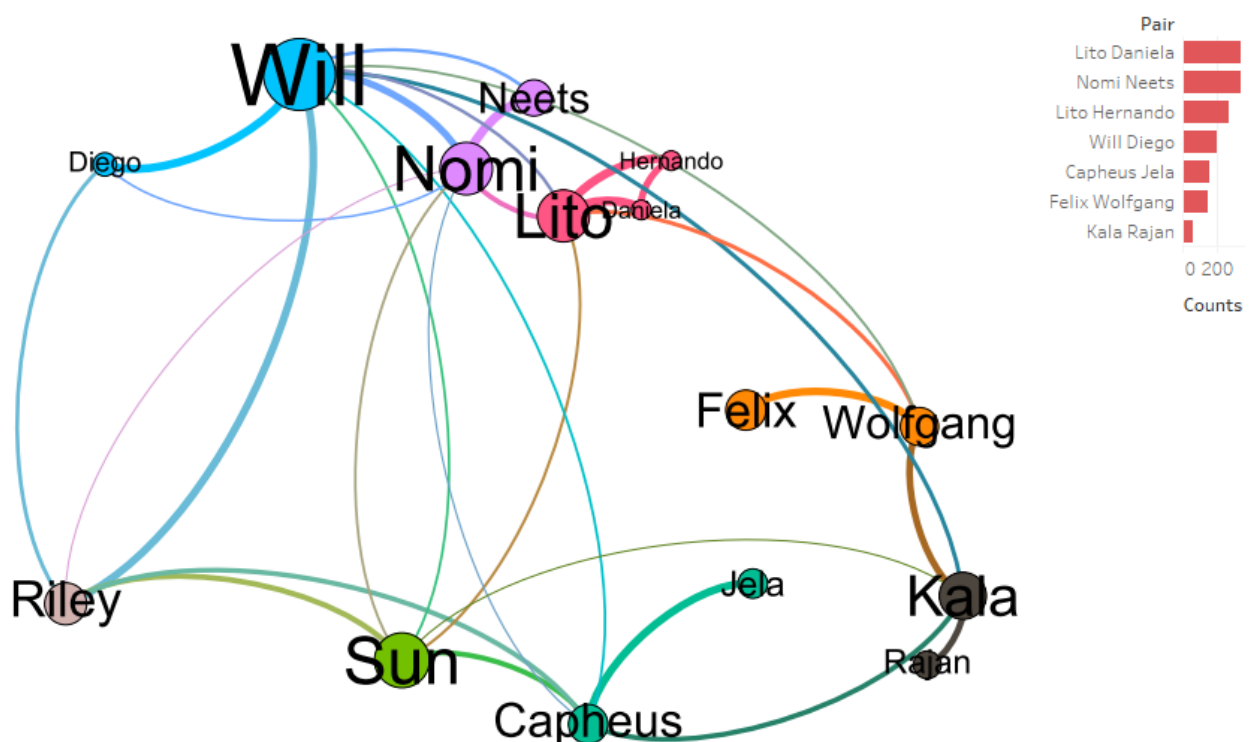 Will
Neets
Diego
Nomi
Hernando
Lito
Daniela
Felix
Wolfgang
Riley
Jela
Kala
Sun
Rajan
Capheus
Pair
Lito Daniela
Nomi Neets
Lito Hernando
Will Diego
Capheus Jela
Felix Wolfgang
Kala Rajan
0 200
Counts